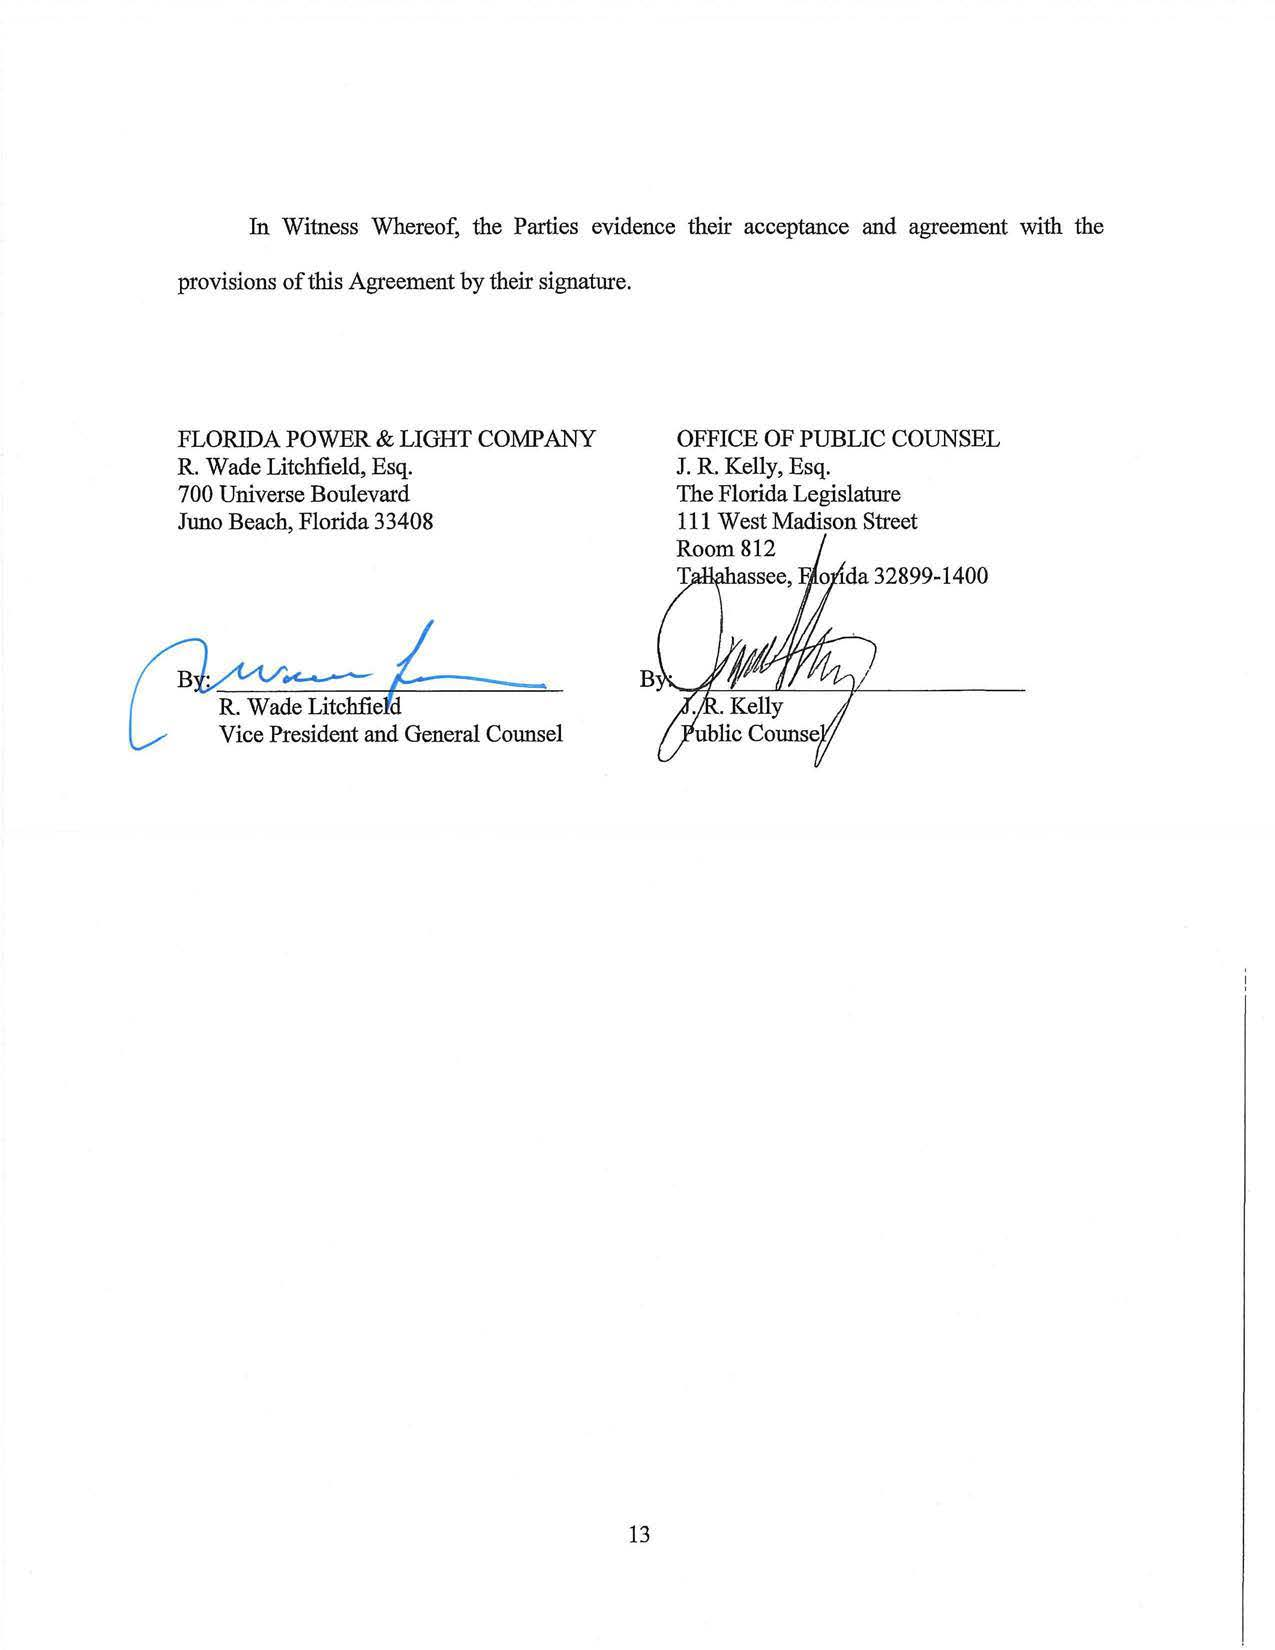 In Witness Whereof, the Parties evidence their acceptance and agreement with the
provisions of this Agreement by their signature.
FLORIDA POWER & LIGHT COMPANY
R. Wade Litchfield, Esq.
700 Universe Boulevard
Juno Beach, Florida 33408
OFFICE OF PUBLIC COUNSEL
J. R. Kelly, Esq.
The Florida Legislature
111 West Madison Street
Room 812
Tallahassee, Florida 32899-1400
By:
R. Wade Litchfield
Vice President and General Counsel
By:
J. R. Kelly
Public Counsel
13